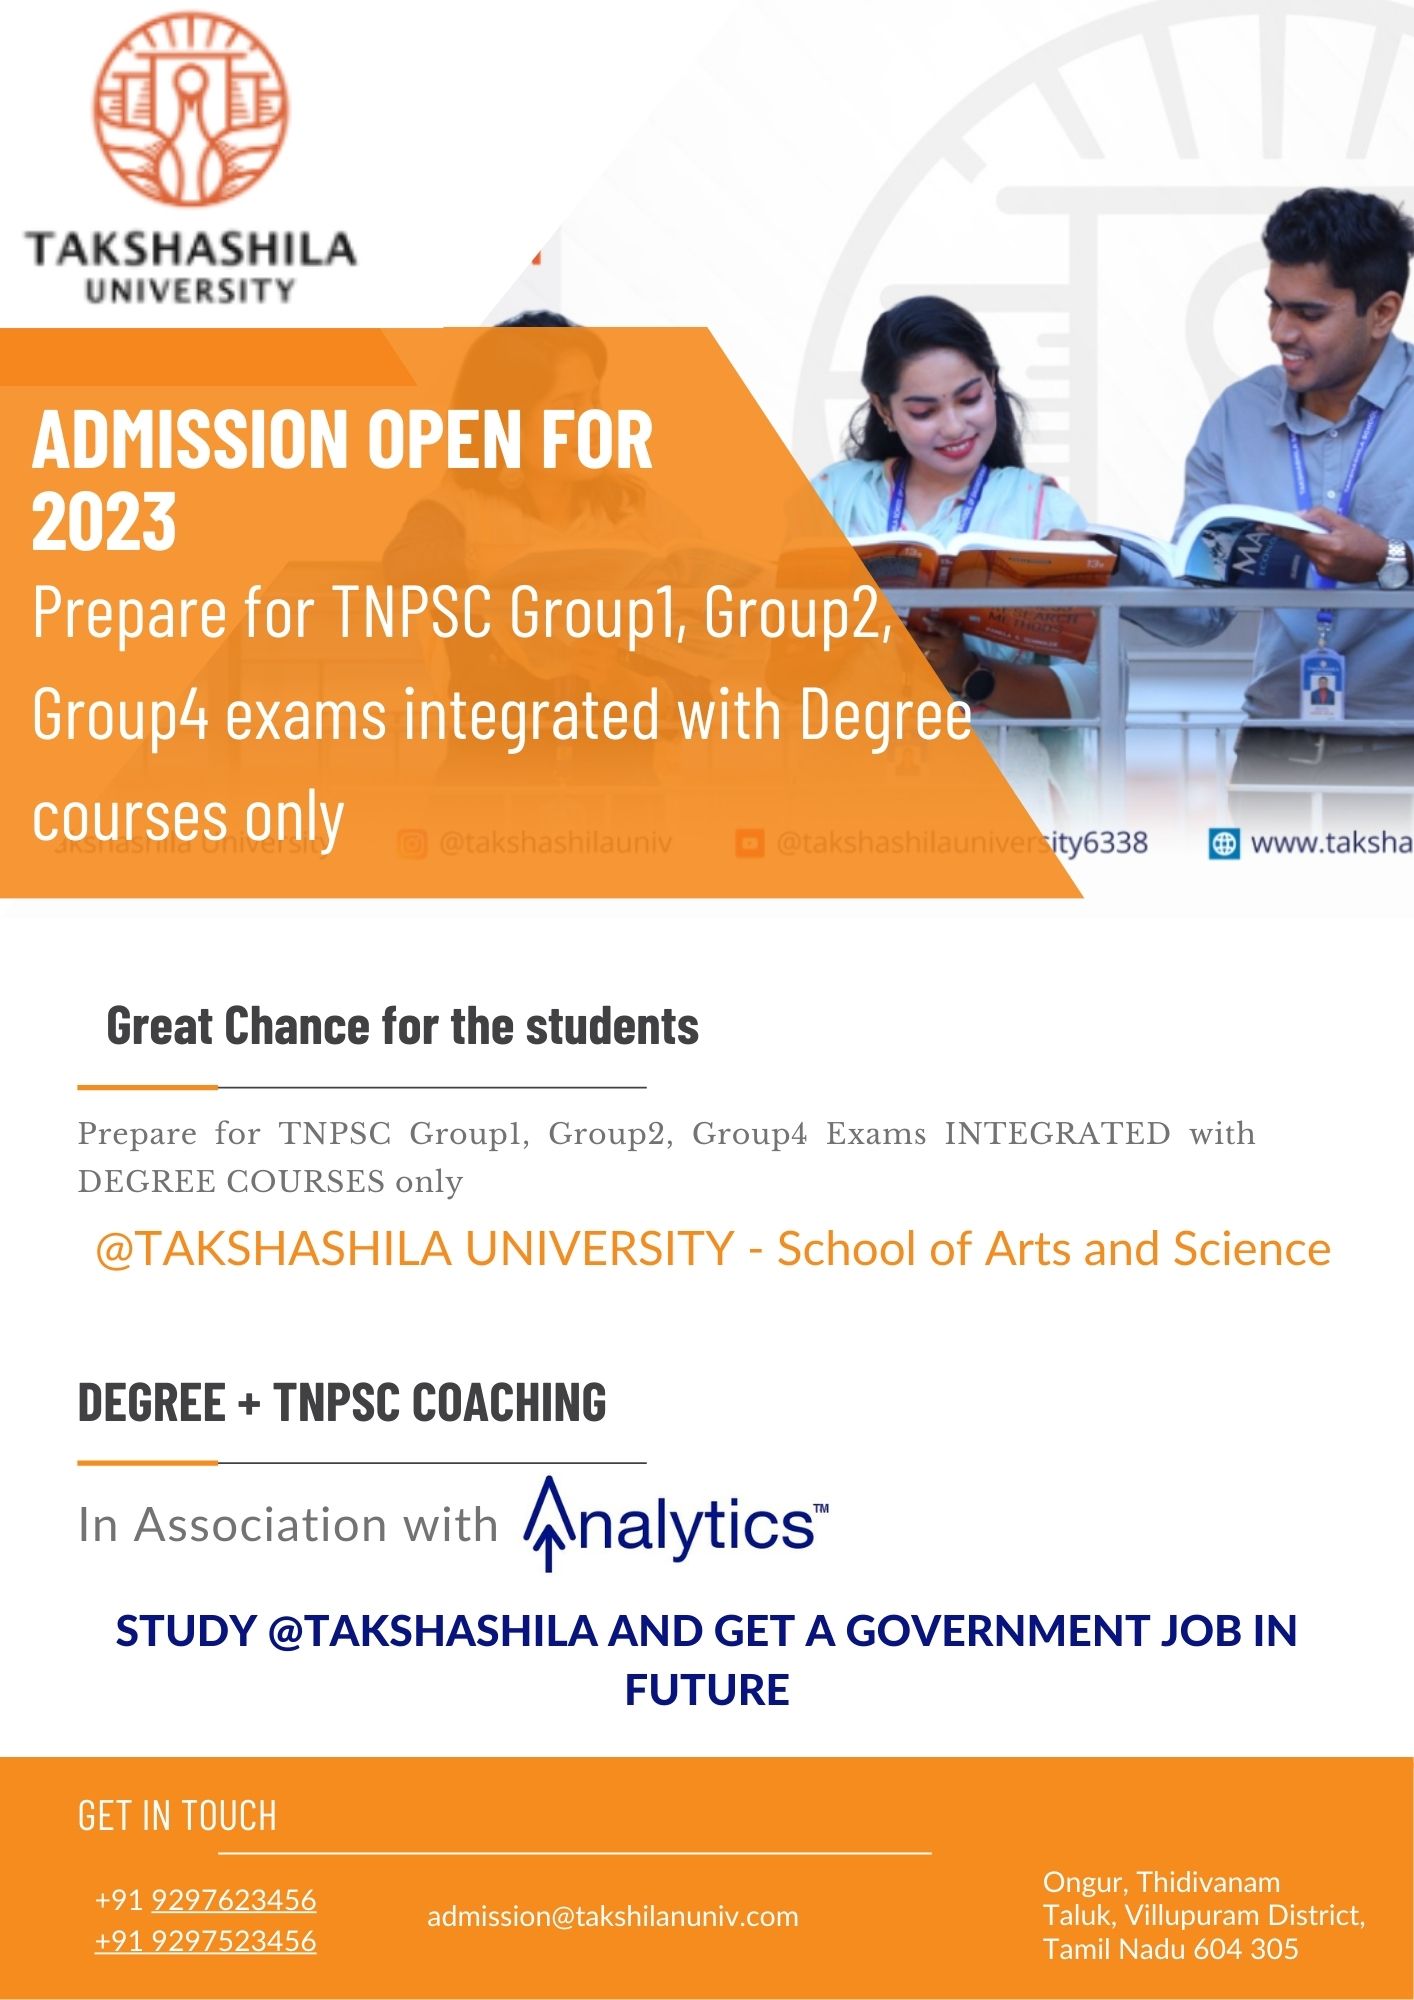 TAKSHASHILA
UNIVERSITY
ADMISSION OPEN FOR
2023
Prepare for TNPSC Group1, Group2,
Group4 exams integrated with Degree
courses only
akshashila University @takshashilauniv @takshashilauniversity6338 www.taksha
Great Chance for the students
Prepare for TNPSC Group1, Group2, Group4 Exams INTEGRATED with
DEGREE COURSES only
@TAKSHASHILA UNIVERSITY - School of Arts and Science
DEGREE + TNPSC COACHING
In Association with Analytics™
STUDY @TAKSHASHILA AND GET A GOVERNMENT JOB IN
FUTURE
GET IN TOUCH
+91 9297623456
+91 9297523456
admission@takshilanuniv.com
Ongur, Thidivanam
Taluk, Villupuram District,
Tamil Nadu 604 305